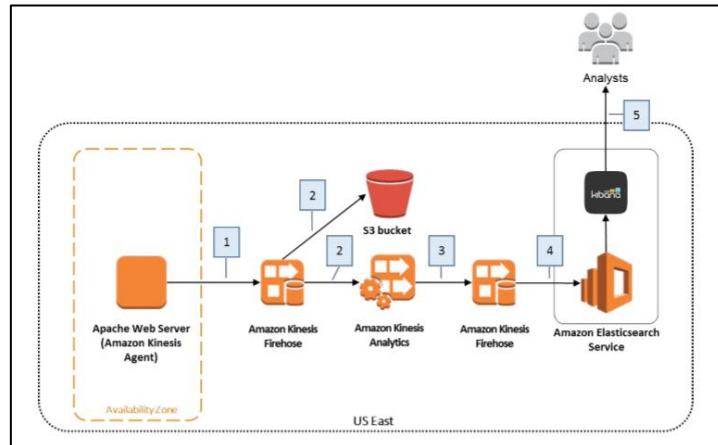 Analysts
5
kibana
2
S3 bucket
1
2
3
4
Apache Web Server
(Amazon Kinesis
Agent)
Amazon Kinesis
Firehose
Amazon Kinesis
Analytics
Amazon Kinesis
Firehose
Amazon Elasticsearch
Service
Availability Zone
US East